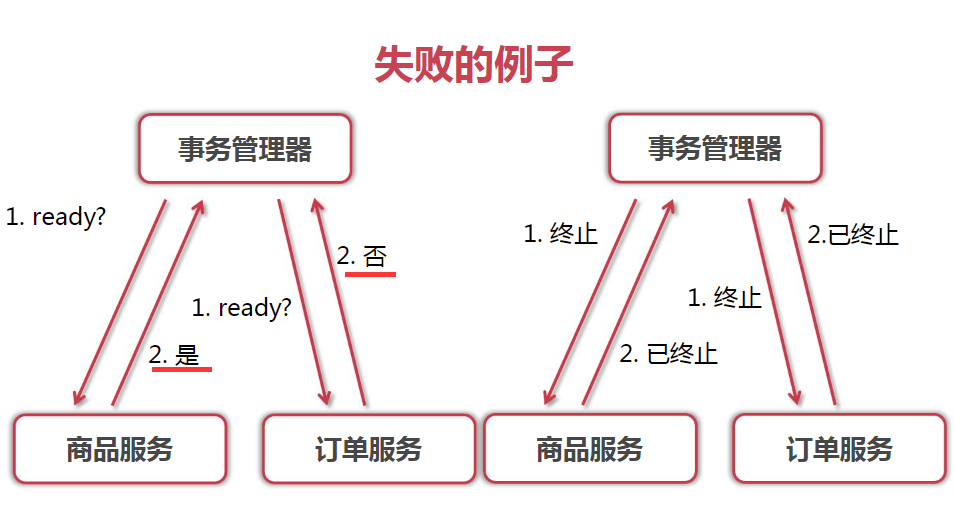 失败的例子
事务管理器
1. ready?
2. 否
1. ready?
2. 是
商品服务
订单服务
事务管理器
1. 终止
2.已终止
1. 终止
2. 已终止
商品服务
订单服务